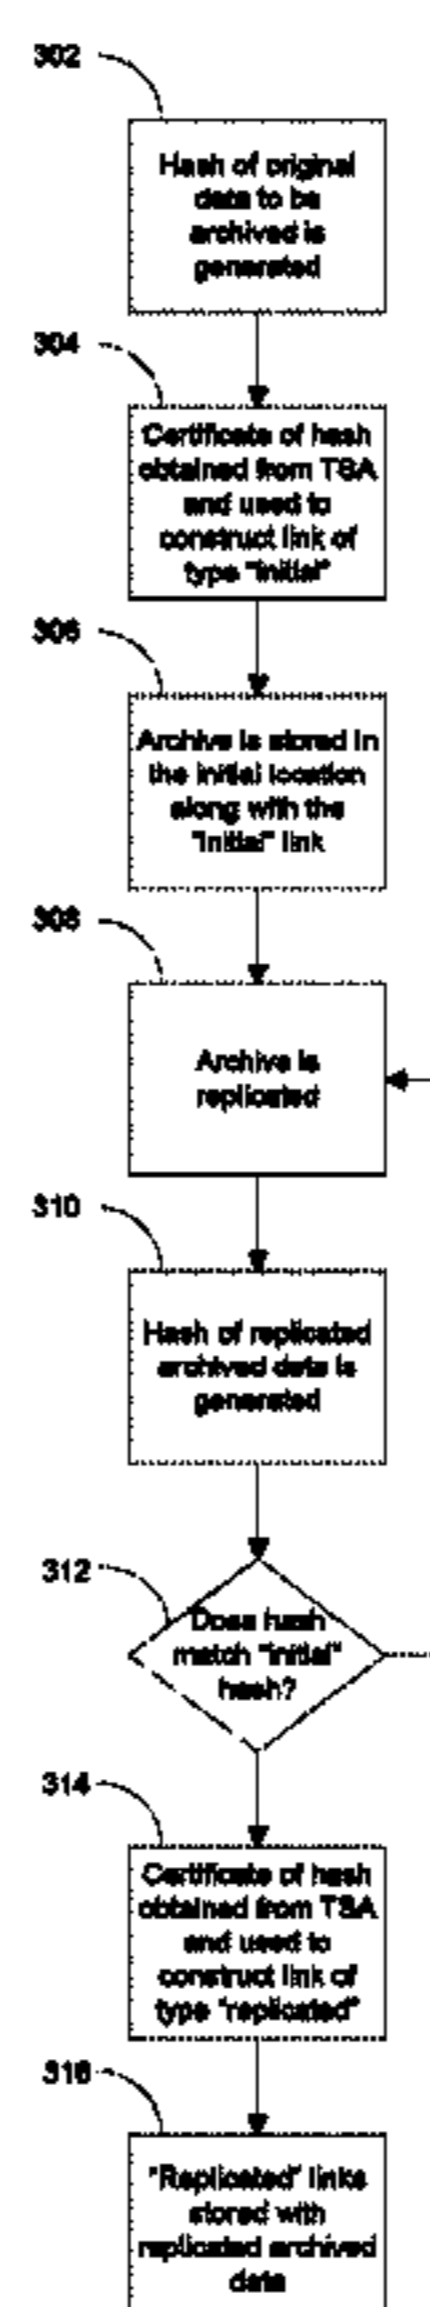 302
Hash of original
data to be
archived is
generated
304
Certificate of hash
obtained from TSA
and used to
construct link of
type "initial"
306
Archive is stored in
the initial location
along with the
"initial" link
308
Archive is
replicated
310
Hash of replicated
archived data is
generated
312
Does hash
match "initial"
hash?
314
Certificate of hash
obtained from TSA
and used to
construct link of
type "replicated"
316
"Replicated" links
stored with
replicated archived
data